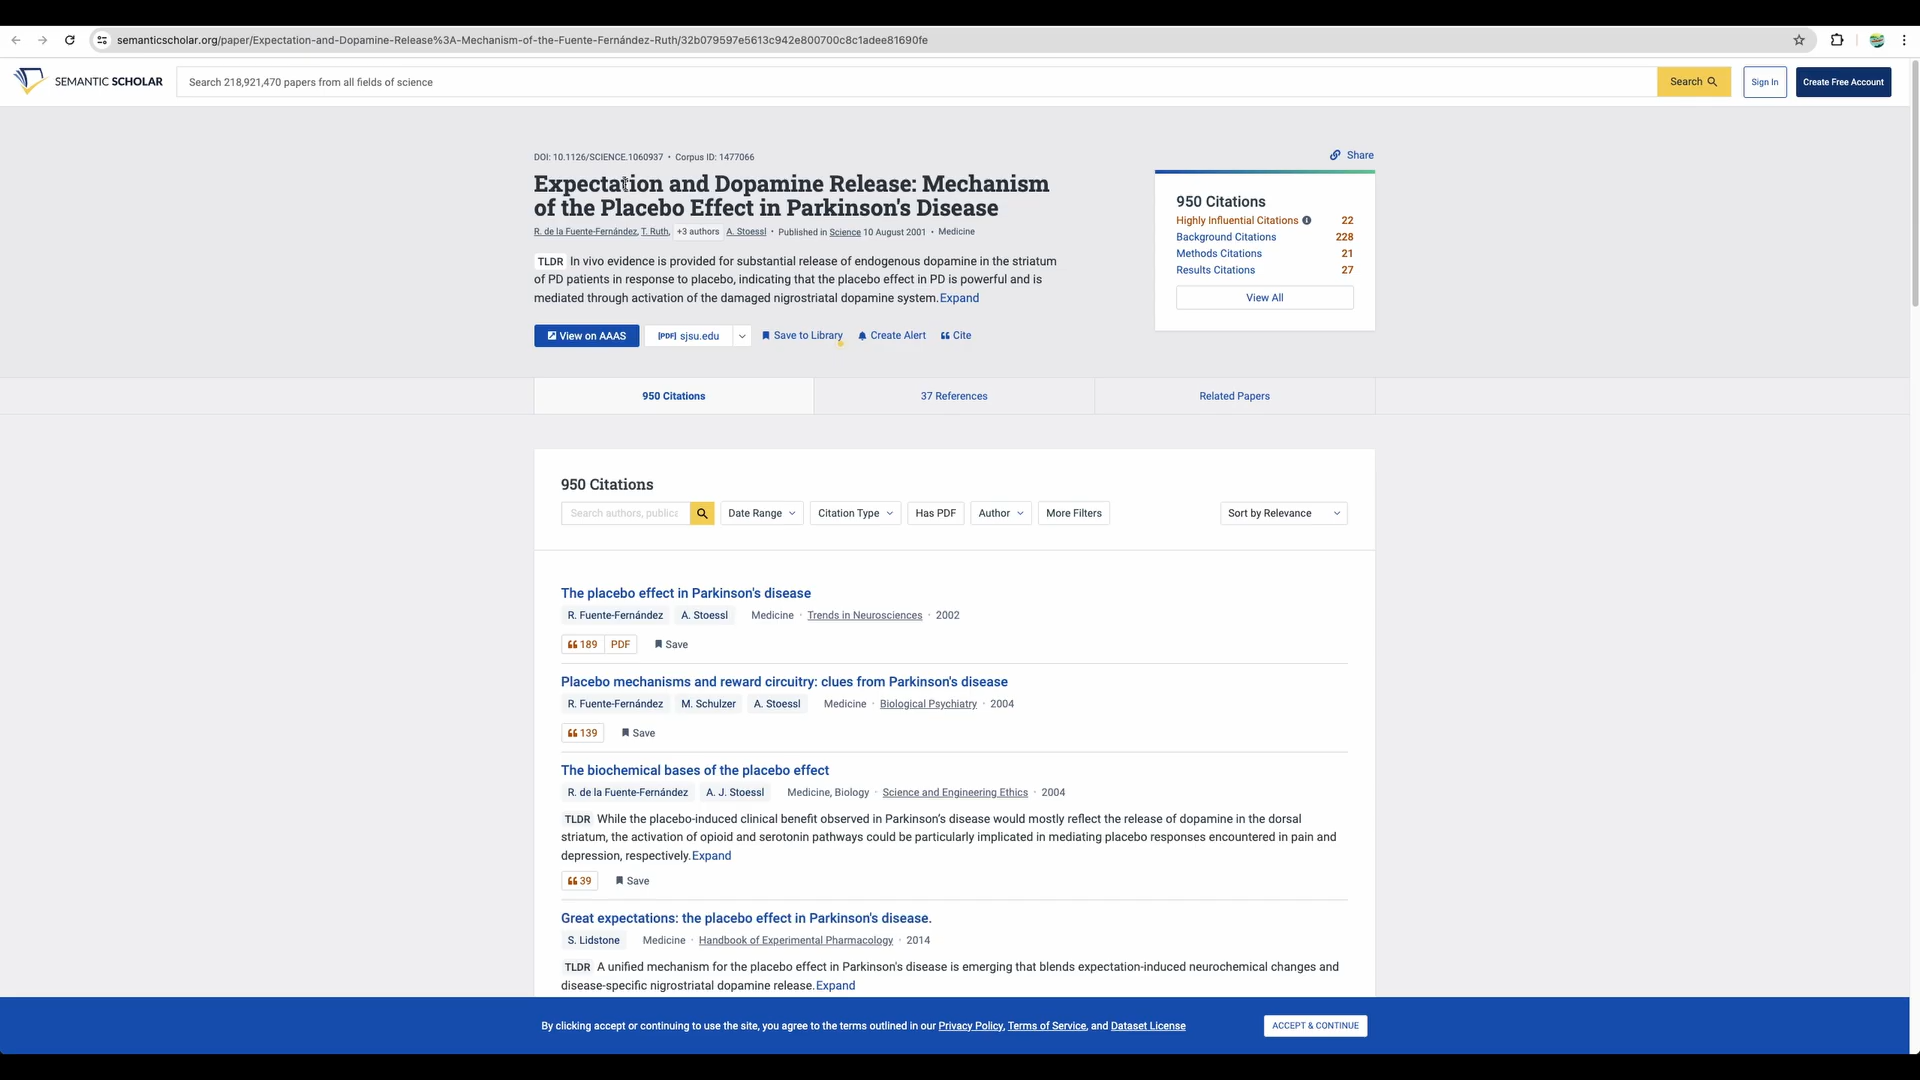 semanticscholar.org/paper/Expectation-and-Dopamine-Release%3A-Mechanism-of-the-Fuente-Fernández-Ruth/32b079597e5613c942e800700c8c1adee81690fe
SEMANTIC SCHOLAR
Search 218,921,470 papers from all fields of science
Search
Sign In
Create Free Account
DOI: 10.1126/SCIENCE.1060937 • Corpus ID: 1477066
Share
Expectation and Dopamine Release: Mechanism
of the Placebo Effect in Parkinson's Disease
R. de la Fuente-Fernández, T. Ruth, +3 authors A. Stoessl • Published in Science 10 August 2001 • Medicine
TLDR In vivo evidence is provided for substantial release of endogenous dopamine in the striatum
of PD patients in response to placebo, indicating that the placebo effect in PD is powerful and is
mediated through activation of the damaged nigrostriatal dopamine system. Expand
View on AAAS
[PDF] sjsu.edu
Save to Library
Create Alert
Cite
950 Citations
Highly Influential Citations 22
Background Citations 228
Methods Citations 21
Results Citations 27
View All
950 Citations
37 References
Related Papers
950 Citations
Search authors, publica
Date Range
Citation Type
Has PDF
Author
More Filters
Sort by Relevance
The placebo effect in Parkinson's disease
R. Fuente-Fernández A. Stoessl Medicine · Trends in Neurosciences · 2002
189 PDF Save
Placebo mechanisms and reward circuitry: clues from Parkinson's disease
R. Fuente-Fernández M. Schulzer A. Stoessl Medicine · Biological Psychiatry · 2004
139 Save
The biochemical bases of the placebo effect
R. de la Fuente-Fernández A. J. Stoessl Medicine, Biology · Science and Engineering Ethics · 2004
TLDR While the placebo-induced clinical benefit observed in Parkinson's disease would mostly reflect the release of dopamine in the dorsal
striatum, the activation of opioid and serotonin pathways could be particularly implicated in mediating placebo responses encountered in pain and
depression, respectively. Expand
39 Save
Great expectations: the placebo effect in Parkinson's disease.
S. Lidstone Medicine · Handbook of Experimental Pharmacology · 2014
TLDR A unified mechanism for the placebo effect in Parkinson's disease is emerging that blends expectation-induced neurochemical changes and
disease-specific nigrostriatal dopamine release. Expand
By clicking accept or continuing to use the site, you agree to the terms outlined in our Privacy Policy, Terms of Service, and Dataset License
ACCEPT & CONTINUE